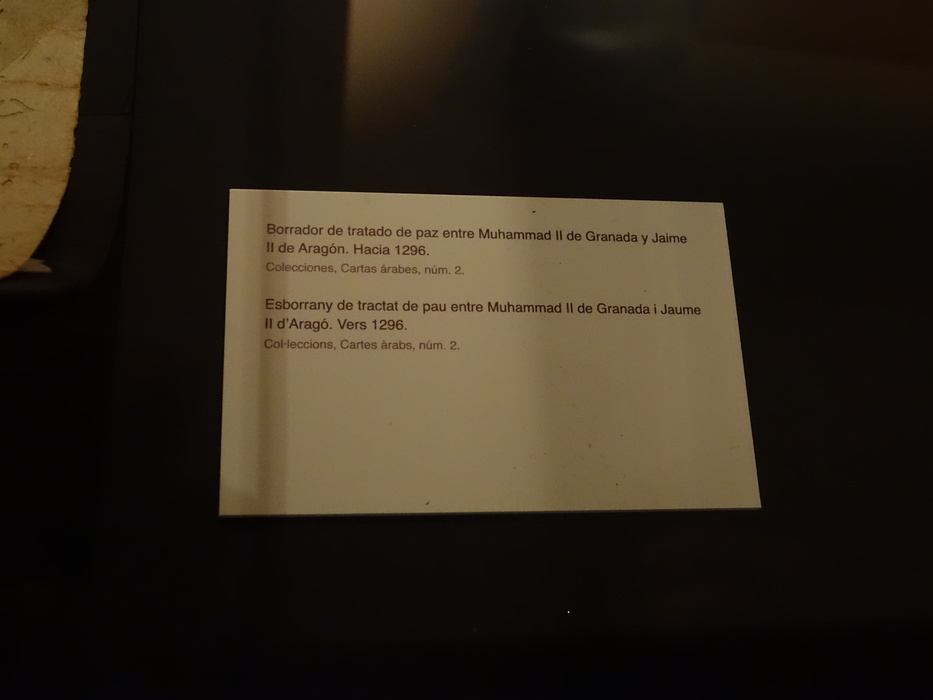 Borrador de tratado de paz entre Muhammad II de Granada y Jaime
II de Aragón. Hacia 1296.
Colecciones, Cartas árabes, núm. 2.
Esborrany de tractat de pau entre Muhammad II de Granada i Jaume
II d'Aragó. Vers 1296.
Col·leccions, Cartes àrabs, núm. 2.